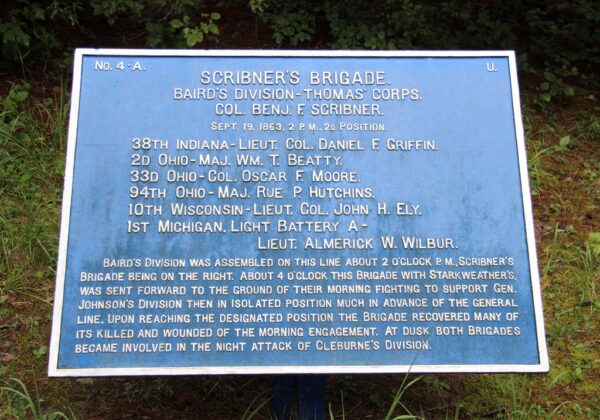 No. 4-A. U.
SCRIBNER'S BRIGADE.
BAIRD'S DIVISION-THOMAS' CORPS.
COL. BENJ. F. SCRIBNER.
SEPT. 19, 1863, 2 P.M., 2D POSITION.
38TH INDIANA-LIEUT. COL. DANIEL F. GRIFFIN.
2D OHIO-MAJ. WM. T. BEATTY.
33D OHIO-COL. OSCAR F. MOORE.
94TH OHIO-MAJ. RUE P. HUTCHINS.
10TH WISCONSIN-LIEUT. COL. JOHN H. ELY.
1ST MICHIGAN, LIGHT BATTERY A-
LIEUT. ALMERICK W. WILBUR.
BAIRD'S DIVISION WAS ASSEMBLED ON THIS LINE ABOUT 2 O'CLOCK P.M., SCRIBNER'S
BRIGADE BEING ON THE RIGHT. ABOUT 4 O'CLOCK THIS BRIGADE WITH STARKWEATHER'S,
WAS SENT FORWARD TO THE GROUND OF THEIR MORNING FIGHTING TO SUPPORT GEN.
JOHNSON'S DIVISION THEN IN ISOLATED POSITION MUCH IN ADVANCE OF THE GENERAL
LINE. UPON REACHING THE DESIGNATED POSITION THE BRIGADE RECOVERED MANY OF
ITS KILLED AND WOUNDED OF THE MORNING ENGAGEMENT. AT DUSK BOTH BRIGADES
BECAME INVOLVED IN THE NIGHT ATTACK OF CLEBURNE'S DIVISION.